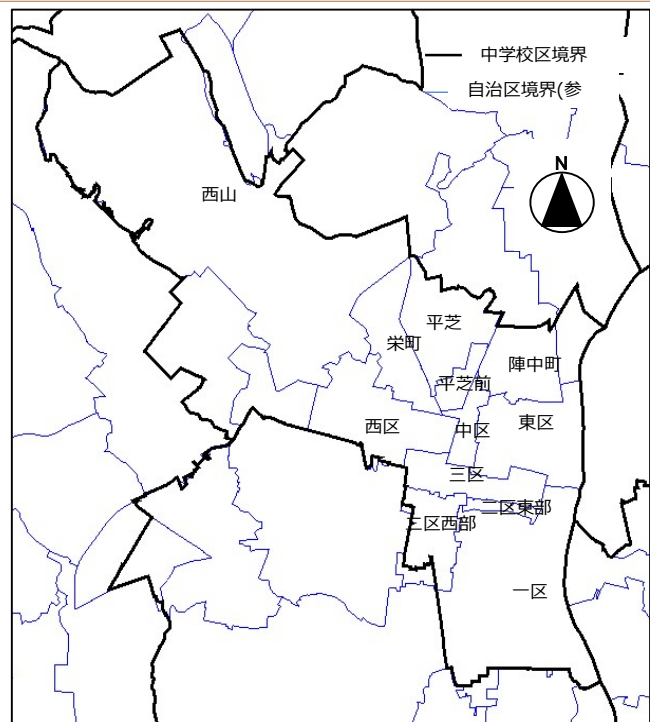 中学校区境界
自治区境界(参
N
西山
平芝
栄町
陣中町
平芝前
西区
中区
東区
三区
二区東部
三区西部
一区